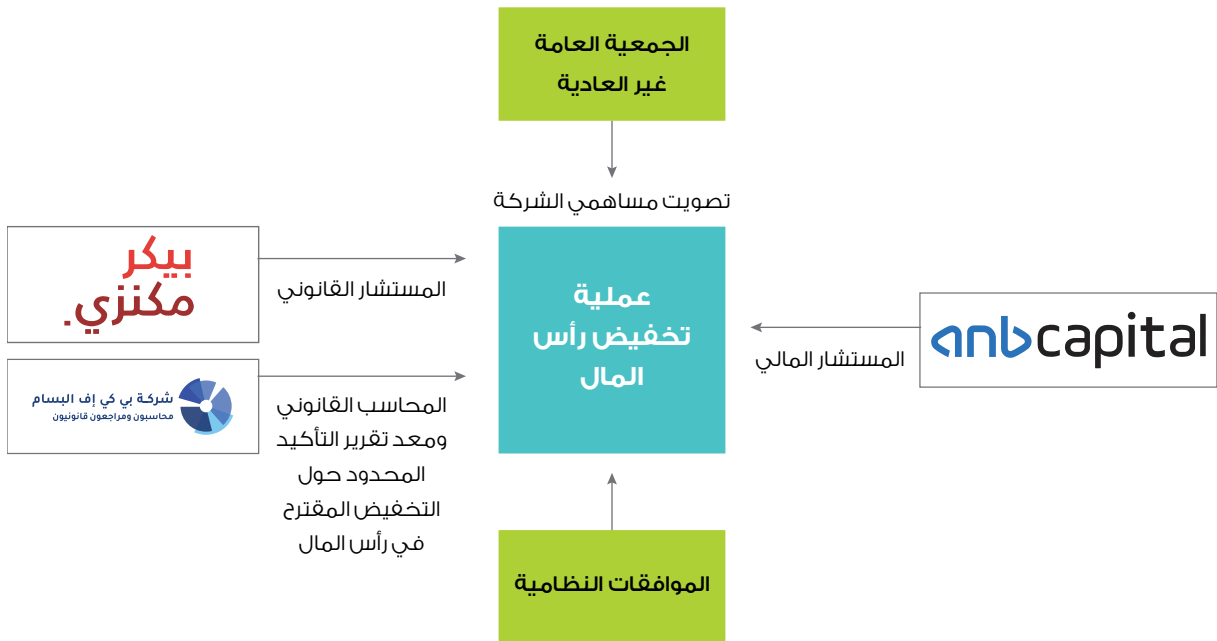 الجمعية العامة
غير العادية
تصويت مساهمي الشركة
بيكر
مكنزي.
المستشار القانوني
عملية
تخفيض رأس
المال
anbcapital
المستشار المالي
شركة بي كي إف البسام
محاسبون ومراجعون قانونيون
المحاسب القانوني
ومعد تقرير التأكيد
المحدود حول
التخفيض المقترح
في رأس المال
الموافقات النظامية